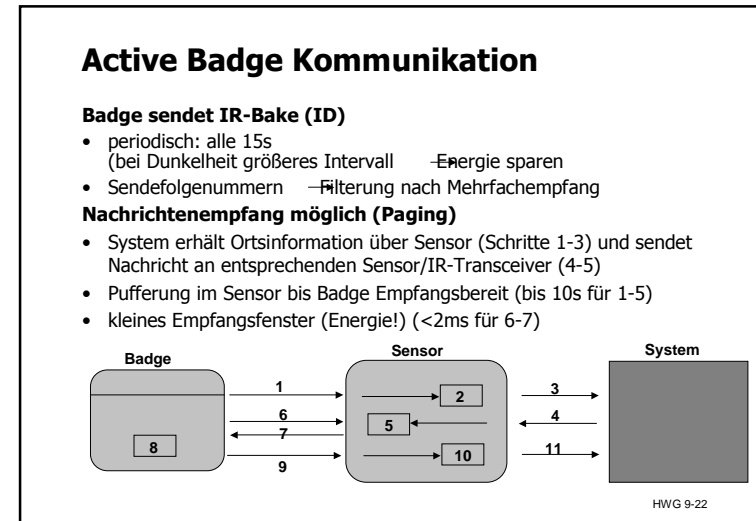 Active Badge Kommunikation
Badge sendet IR-Bake (ID)
• periodisch: alle 15s
(bei Dunkelheit größeres Intervall → Energie sparen
• Sendefolgenummern → Filterung nach Mehrfachempfang
Nachrichtenempfang möglich (Paging)
• System erhält Ortsinformation über Sensor (Schritte 1-3) und sendet
Nachricht an entsprechenden Sensor/IR-Transceiver (4-5)
• Pufferung im Sensor bis Badge Empfangsbereit (bis 10s für 1-5)
• kleines Empfangsfenster (Energie!) (<2ms für 6-7)
Badge
Sensor
System
1
2
3
6
5
4
7
8
9
10
11
HWG 9-22